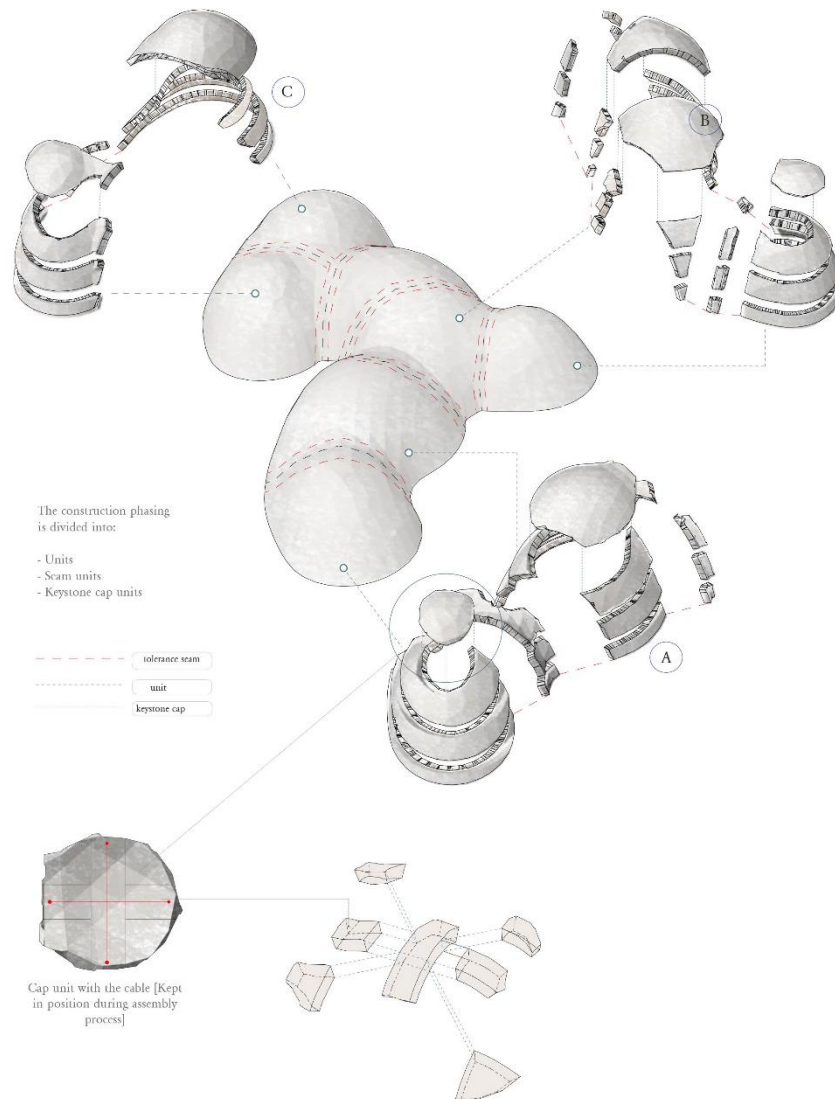 C
B
The construction phasing
is divided into:
- Units
- Seam units
- Keystone cap units
tolerance seam
unit
keystone cap
A
Cap unit with the cable [Kept
in position during assembly
process]